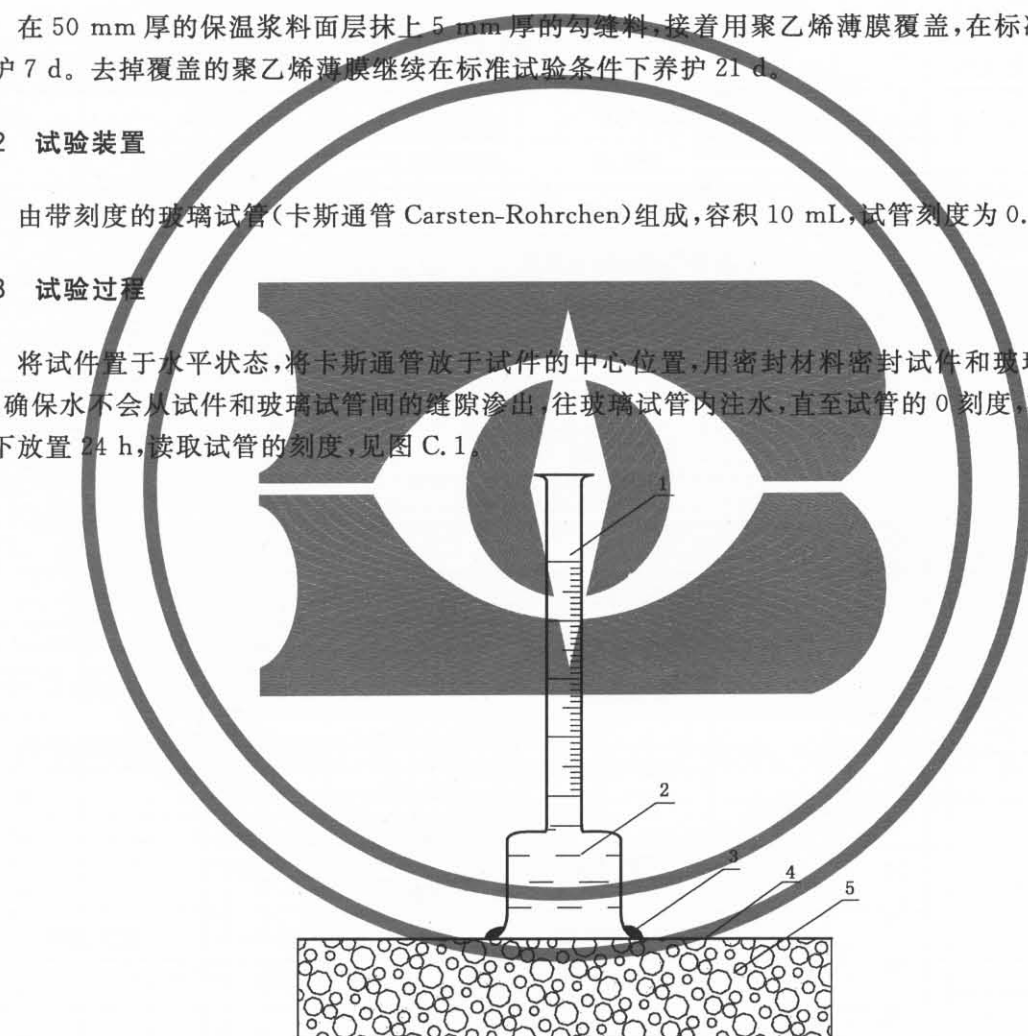 在 50 mm 厚的保温浆料面层抹上 5 mm 厚的勾缝料,接着用聚乙烯薄膜覆盖,在标
护 7 d。去掉覆盖的聚乙烯薄膜继续在标准试验条件下养护 21 d。
2 试验装置
由带刻度的玻璃试管(卡斯通管 Carsten-Rohrchen)组成,容积 10 mL,试管刻度为 0.
3 试验过程
将试件置于水平状态,将卡斯通管放于试件的中心位置,用密封材料密封试件和玻
确保水不会从试件和玻璃试管间的缝隙渗出,往玻璃试管内注水,直至试管的 0 刻度,
下放置 24 h,读取试管的刻度,见图 C.1。
1
2
3
4
5